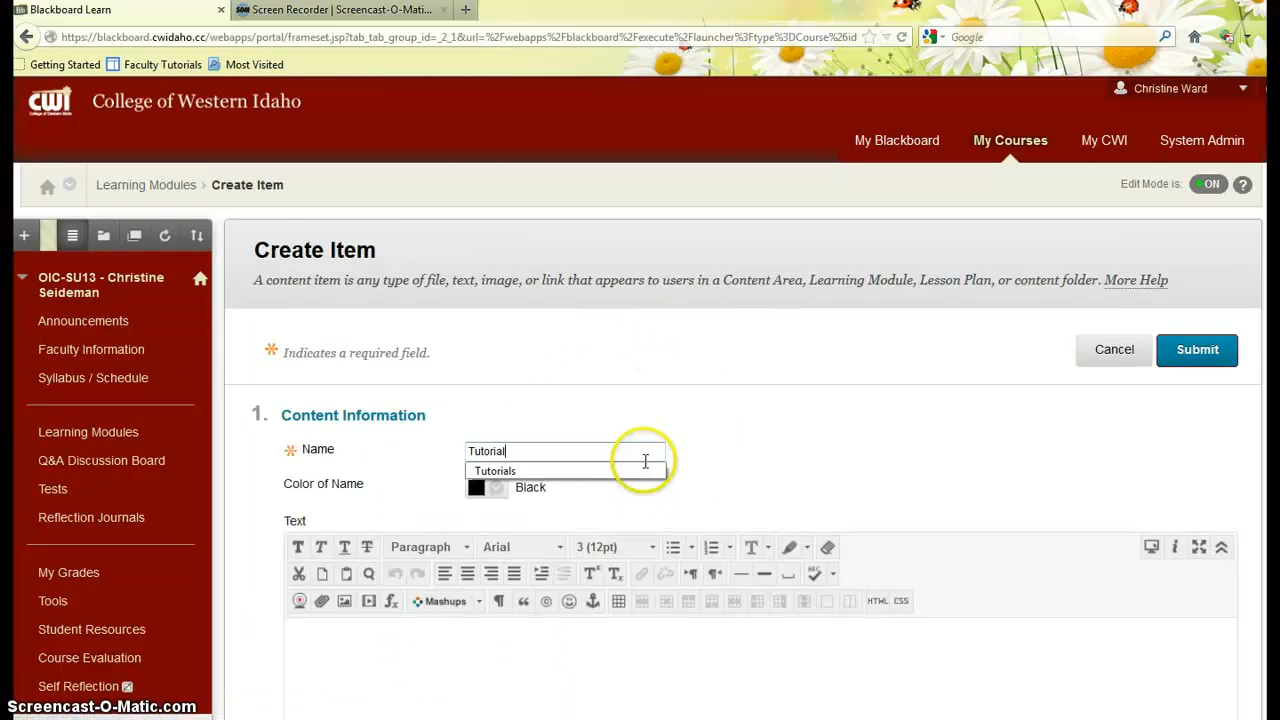 Bb Blackboard Learn × SOM Screen Recorder | Screencast-O-Mati... × +
https://blackboard.cwidaho.cc/webapps/portal/frameset.jsp?tab_tab_group_id=_2_1&url=%2Fwebapps%2Fblackboard%2Fexecute%2Flauncher%3Ftype%3DCourse%26id Google
Getting Started Faculty Tutorials Most Visited
CWI College of Western Idaho Christine Ward
My Blackboard My Courses My CWI System Admin
Learning Modules > Create Item Edit Mode is: ON ?
OIC-SU13 - Christine
Seideman
Announcements
Faculty Information
Syllabus / Schedule
Learning Modules
Q&A Discussion Board
Tests
Reflection Journals
My Grades
Tools
Student Resources
Course Evaluation
Self Reflection
Create Item
A content item is any type of file, text, image, or link that appears to users in a Content Area, Learning Module, Lesson Plan, or content folder. More Help
* Indicates a required field. Cancel Submit
1. Content Information
* Name Tutorial
Tutorials
Color of Name Black
Text
T T T T Paragraph Arial 3 (12pt) T
ABC
Mashups HTML CSS
Screencast-O-Matic.com